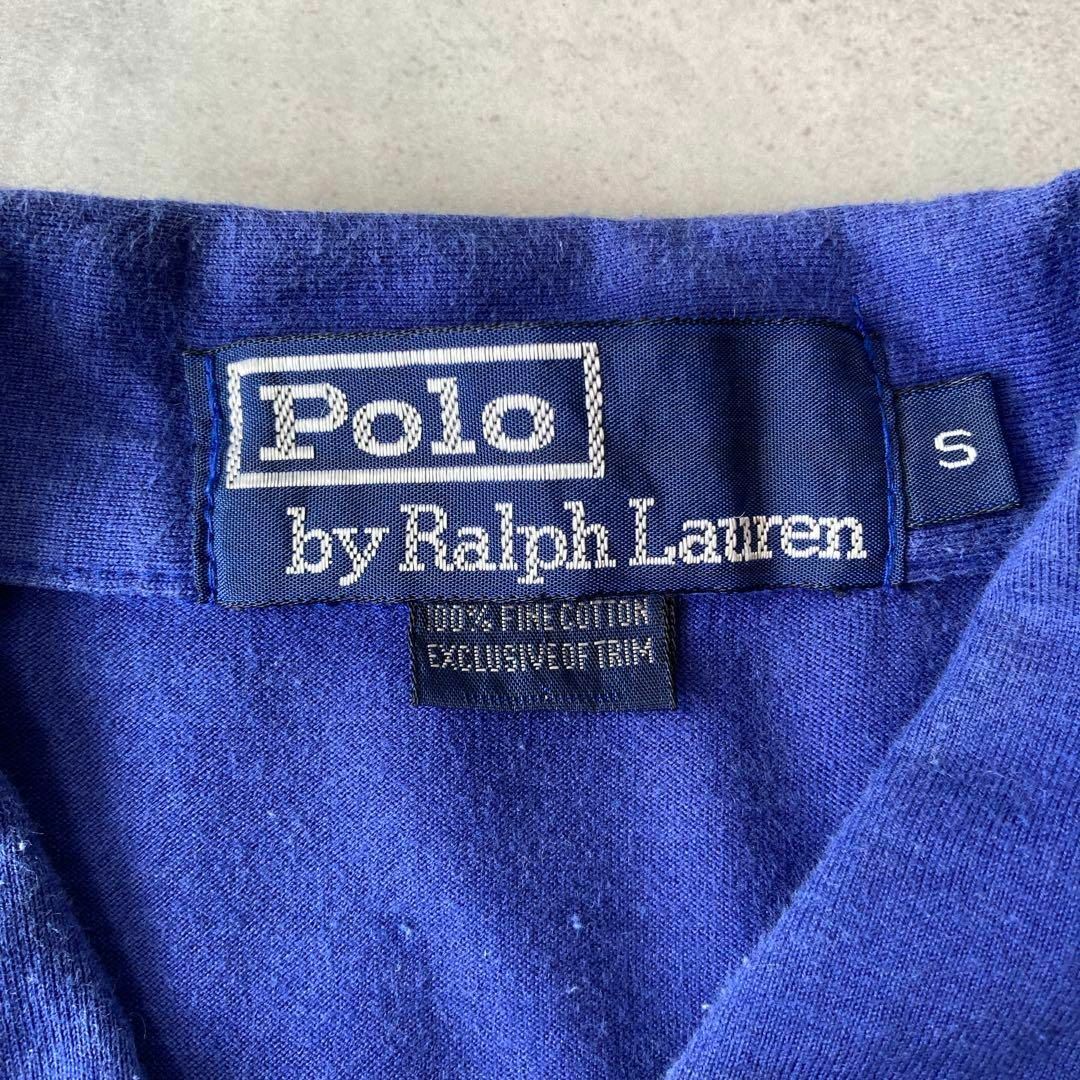 Polo
by Ralph Lauren
S
100% FINE COTTON
EXCLUSIVE OF TRIM